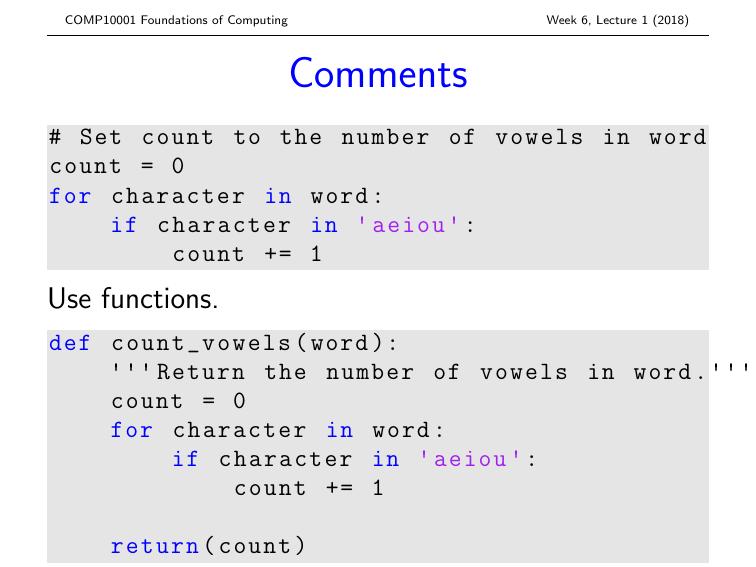 COMP10001 Foundations of Computing Week 6, Lecture 1 (2018)
Comments
# Set count to the number of vowels in word
count = 0
for character in word:
    if character in 'aeiou':
        count += 1
Use functions.
def count_vowels(word):
    '''Return the number of vowels in word.'''
    count = 0
    for character in word:
        if character in 'aeiou':
            count += 1

    return(count)